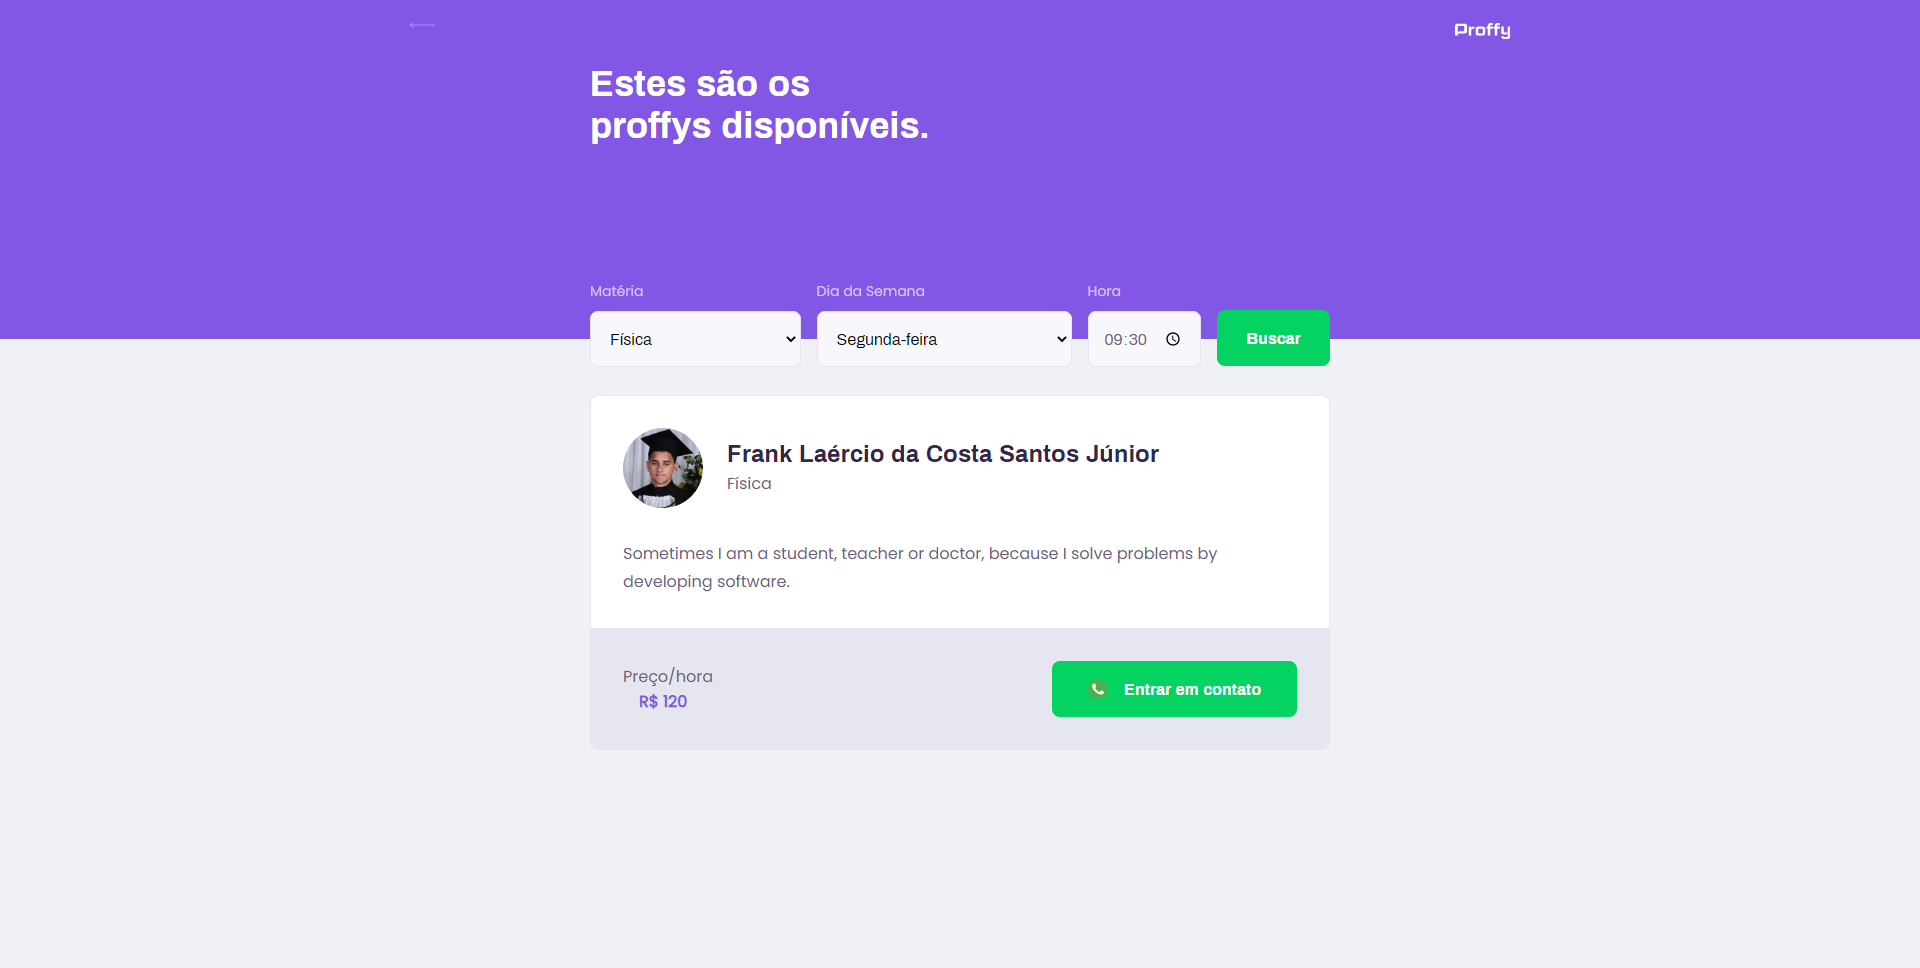 Proffy
Estes são os
proffys disponíveis.
Matéria
Dia da Semana
Hora
Física
Segunda-feira
09:30
Buscar
Frank Laércio da Costa Santos Júnior
Física
Sometimes I am a student, teacher or doctor, because I solve problems by
developing software.
Preço/hora
R$ 120
Entrar em contato